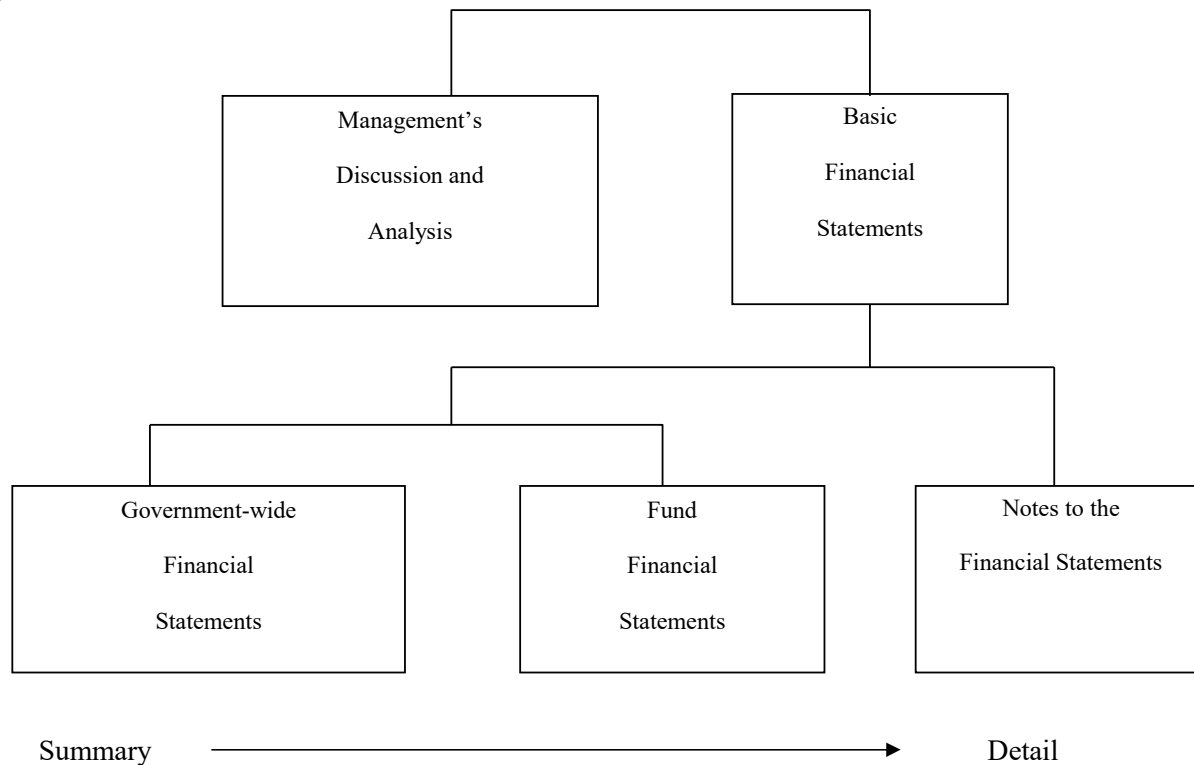 Management’s
Discussion and
Analysis
Basic
Financial
Statements
Government-wide
Financial
Statements
Fund
Financial
Statements
Notes to the
Financial Statements
Summary
Detail